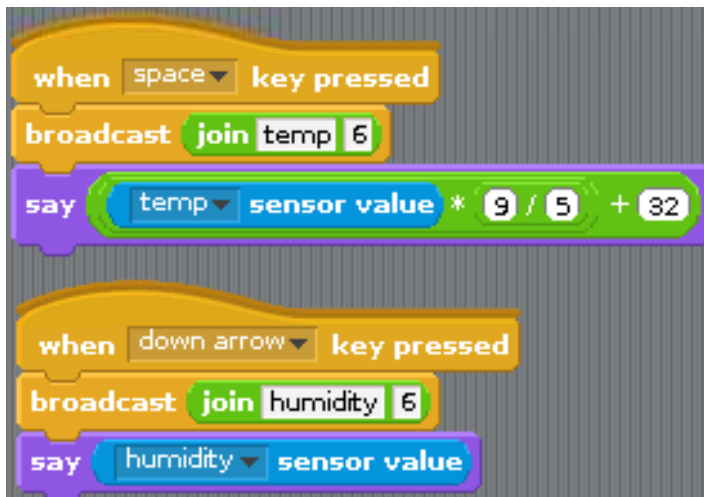 when space key pressed
broadcast join temp 6
say temp sensor value * 9 / 5 + 32
when down arrow key pressed
broadcast join humidity 6
say humidity sensor value